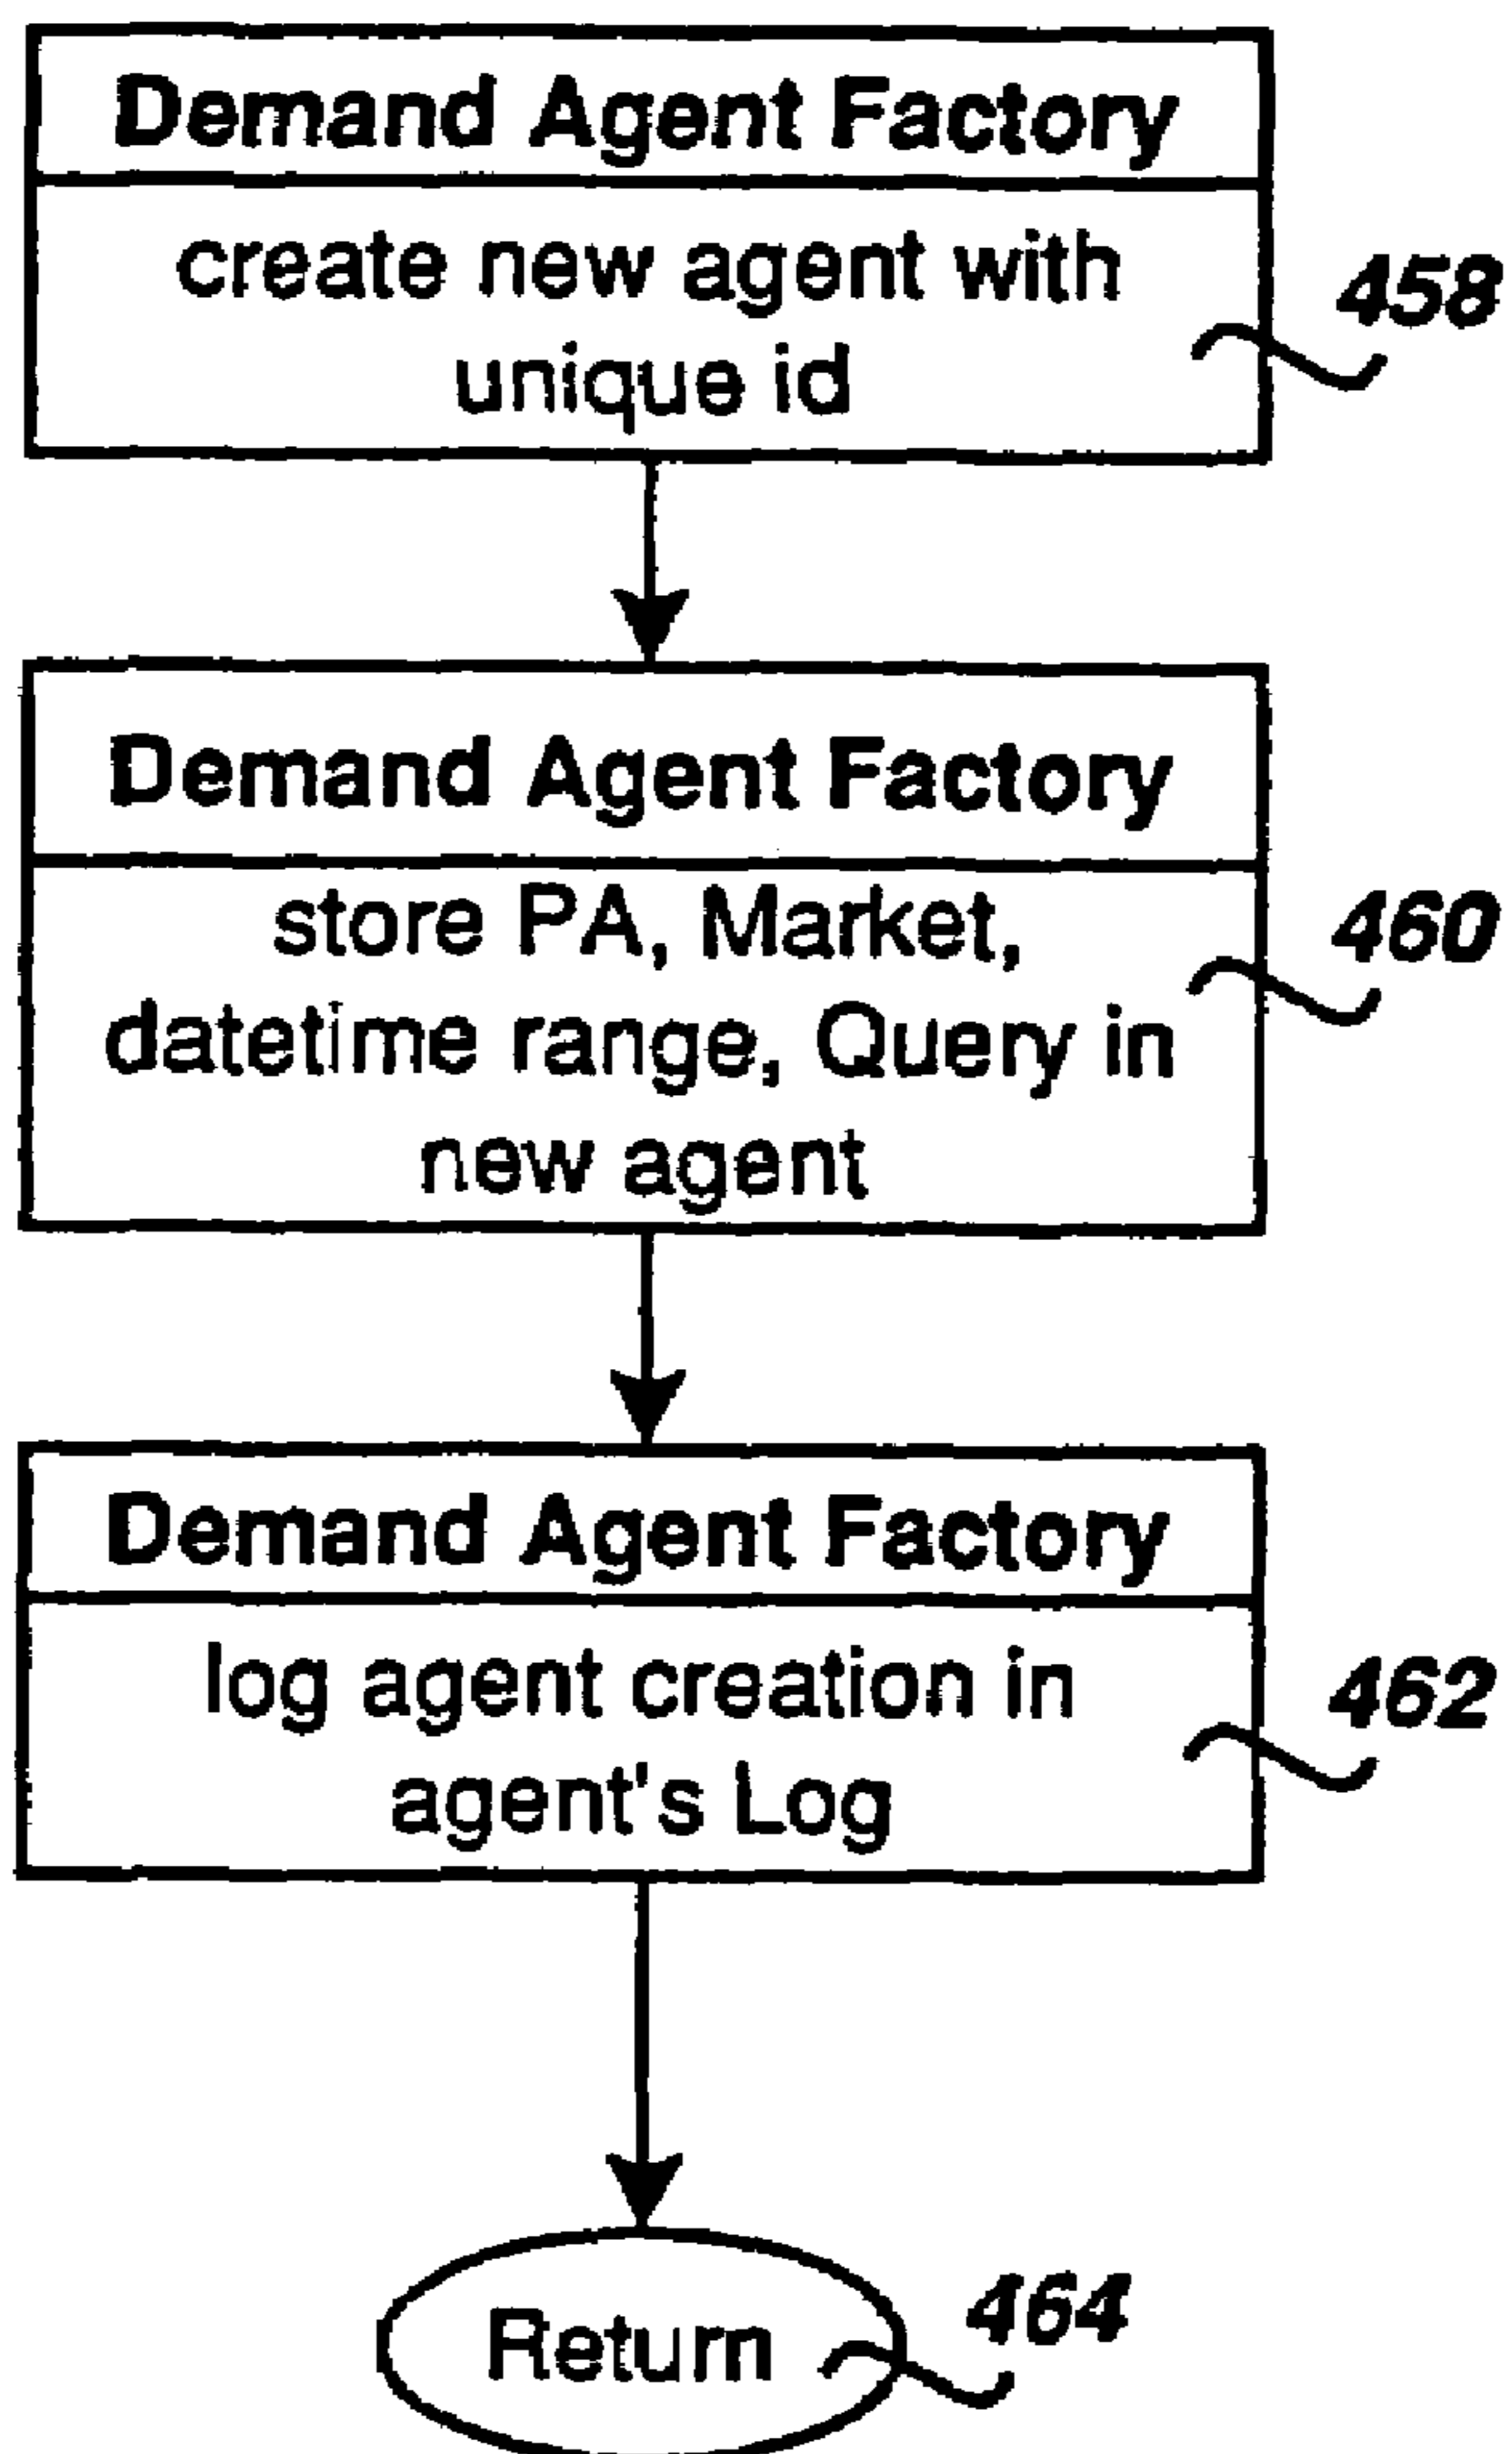 Demand Agent Factory
create new agent with
unique id
458
Demand Agent Factory
store PA, Market,
datetime range, Query in
new agent
460
Demand Agent Factory
log agent creation in
agent's Log
462
Return
464